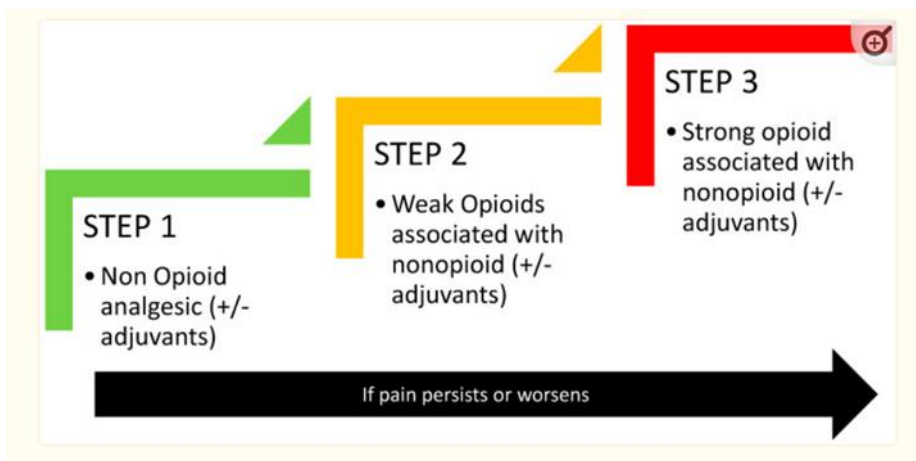 STEP 1
• Non Opioid
analgesic (+/-
adjuvants)
STEP 2
• Weak Opioids
associated with
nonopioid (+/-
adjuvants)
STEP 3
• Strong opioid
associated with
nonopioid (+/-
adjuvants)
If pain persists or worsens